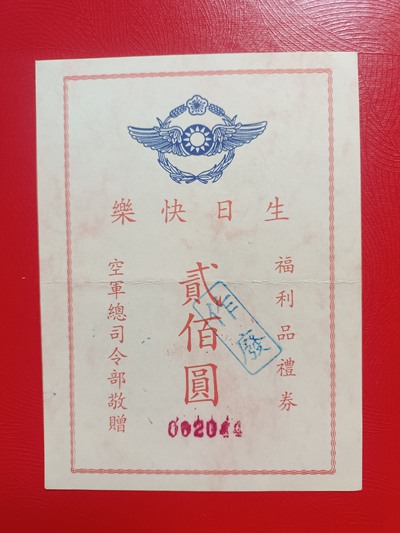 生日快樂
福利品禮券
貳佰圓
空軍總司令部敬贈
發